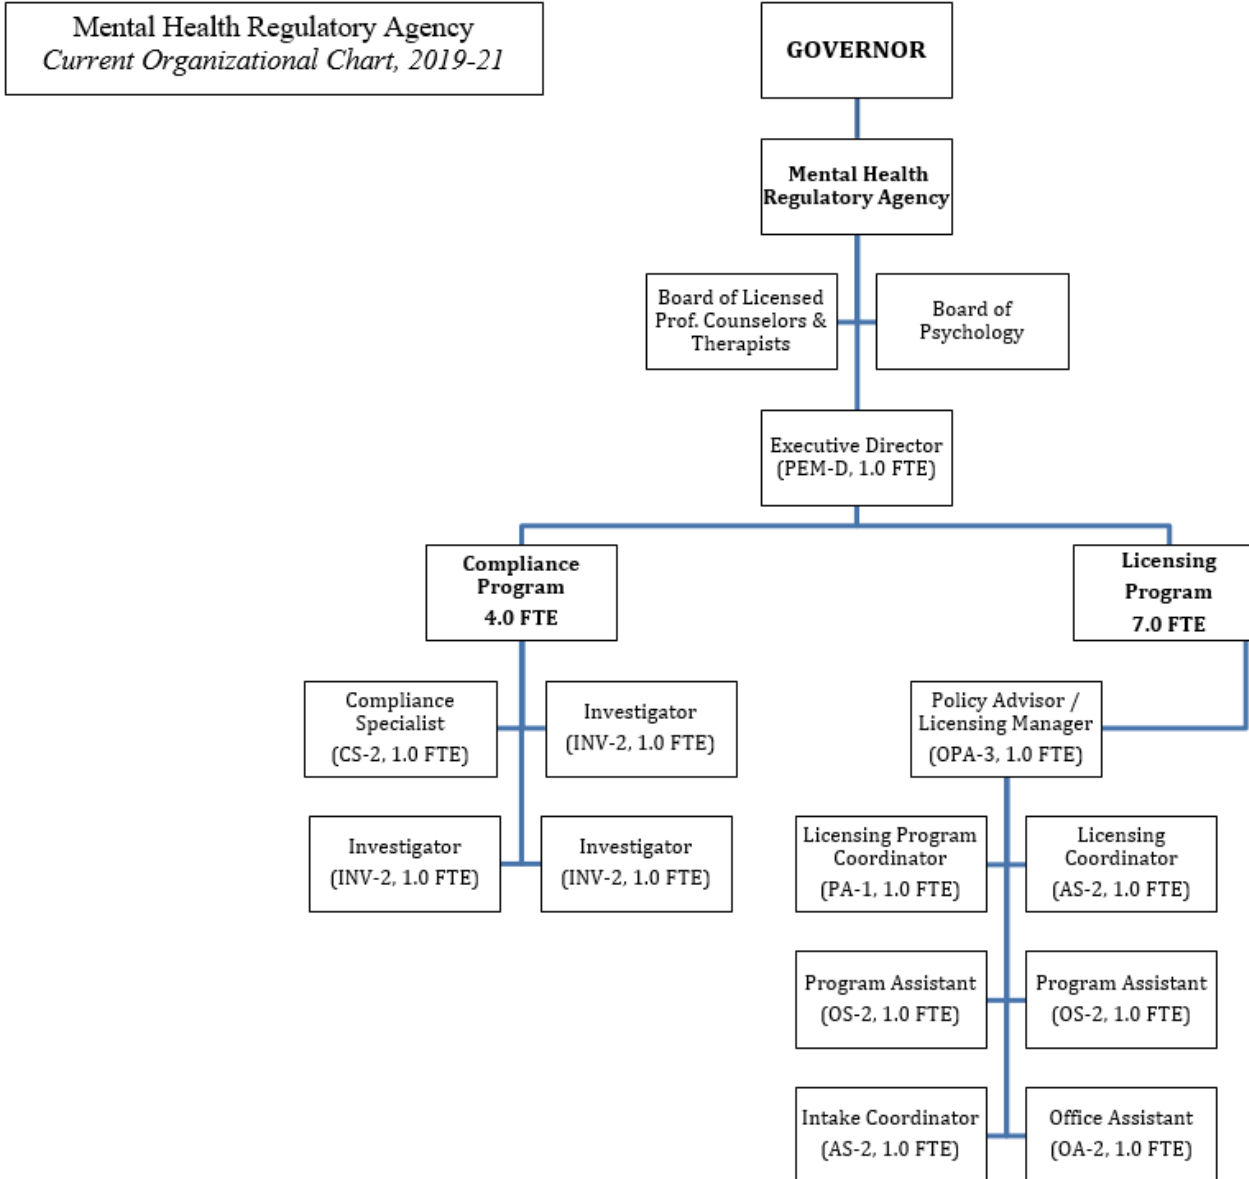 Mental Health Regulatory Agency
Current Organizational Chart, 2019-21
GOVERNOR
Mental Health
Regulatory Agency
Board of Licensed
Prof. Counselors &
Therapists
Board of
Psychology
Executive Director
(PEM-D, 1.0 FTE)
Compliance
Program
4.0 FTE
Licensing
Program
7.0 FTE
Compliance
Specialist
(CS-2, 1.0 FTE)
Investigator
(INV-2, 1.0 FTE)
Policy Advisor /
Licensing Manager
(OPA-3, 1.0 FTE)
Investigator
(INV-2, 1.0 FTE)
Investigator
(INV-2, 1.0 FTE)
Licensing Program
Coordinator
(PA-1, 1.0 FTE)
Licensing
Coordinator
(AS-2, 1.0 FTE)
Program Assistant
(OS-2, 1.0 FTE)
Program Assistant
(OS-2, 1.0 FTE)
Intake Coordinator
(AS-2, 1.0 FTE)
Office Assistant
(OA-2, 1.0 FTE)